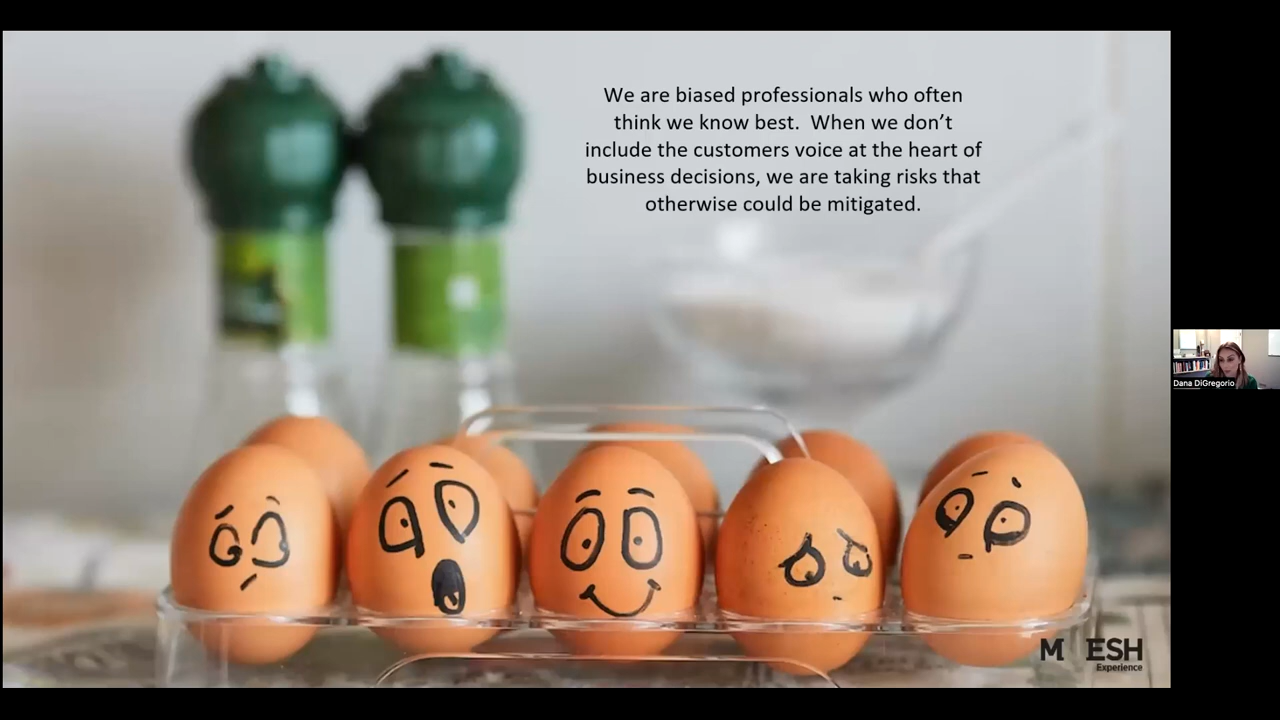 We are biased professionals who often
think we know best.  When we don’t
include the customers voice at the heart of
business decisions, we are taking risks that
otherwise could be mitigated.
Dana DiGregorio
M ESH
Experience